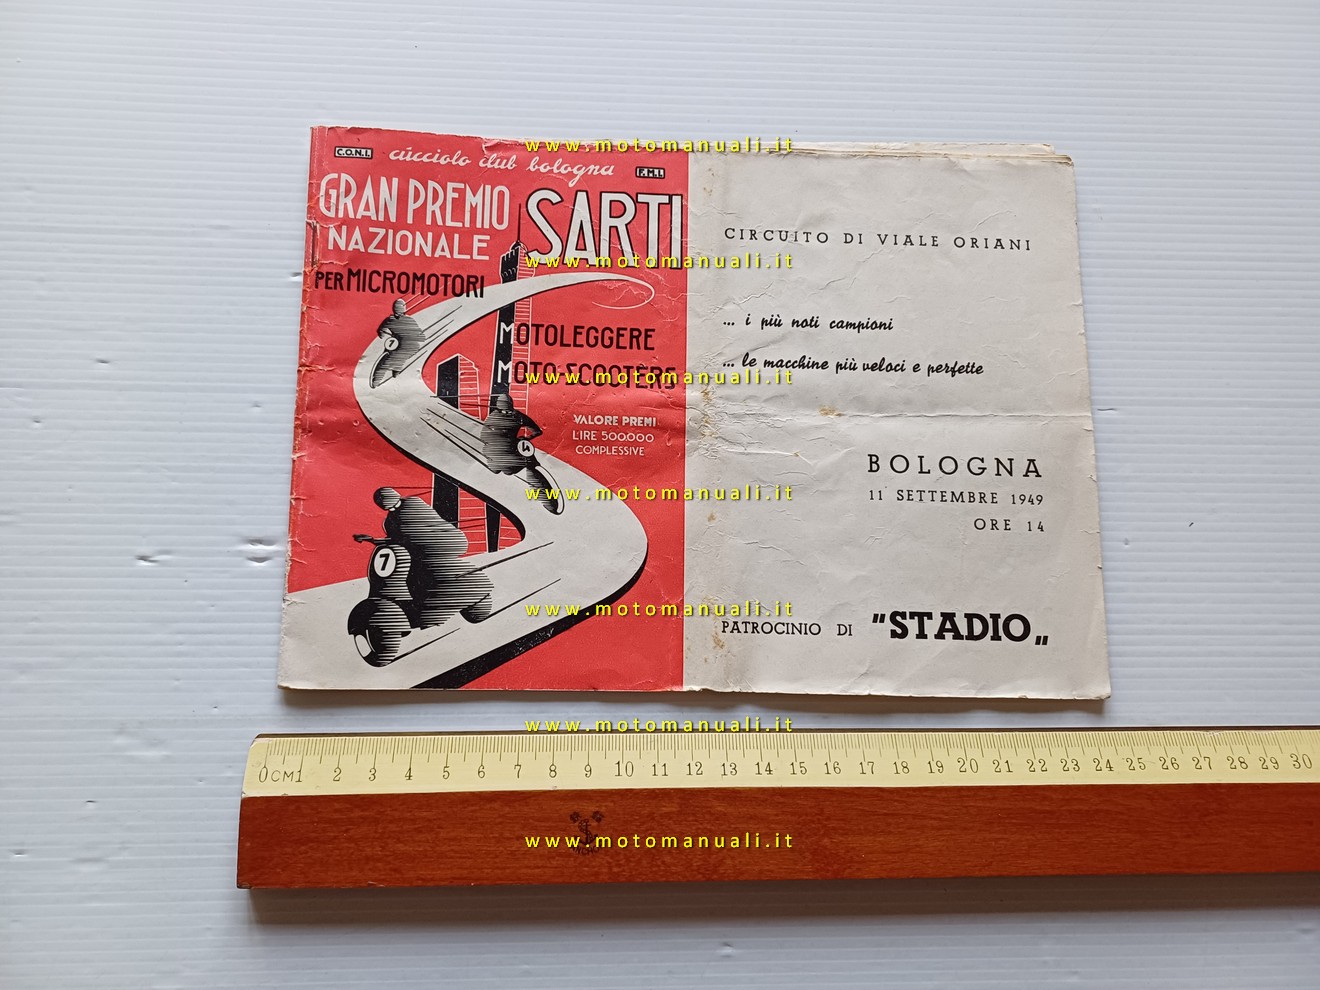 C.O.N.I.
cucciolo club bologna
F.M.I.
GRAN PREMIO
NAZIONALE
SARTI
PER MICROMOTORI
MOTOLEGGERE
MOTO-SCOOTERS
VALORE PREMI
LIRE 500.000
COMPLESSIVE
1
4
7
CIRCUITO DI VIALE ORIANI
... i più noti campioni
... le macchine più veloci e perfette
BOLOGNA
11 SETTEMBRE 1949
ORE 14
PATROCINIO DI "STADIO„
www.motomanuali.it
www.motomanuali.it
www.motomanuali.it
www.motomanuali.it
www.motomanuali.it
www.motomanuali.it
www.motomanuali.it
0CM1 2 3 4 5 6 7 8 9 10 11 12 13 14 15 16 17 18 19 20 21 22 23 24 25 26 27 28 29 30